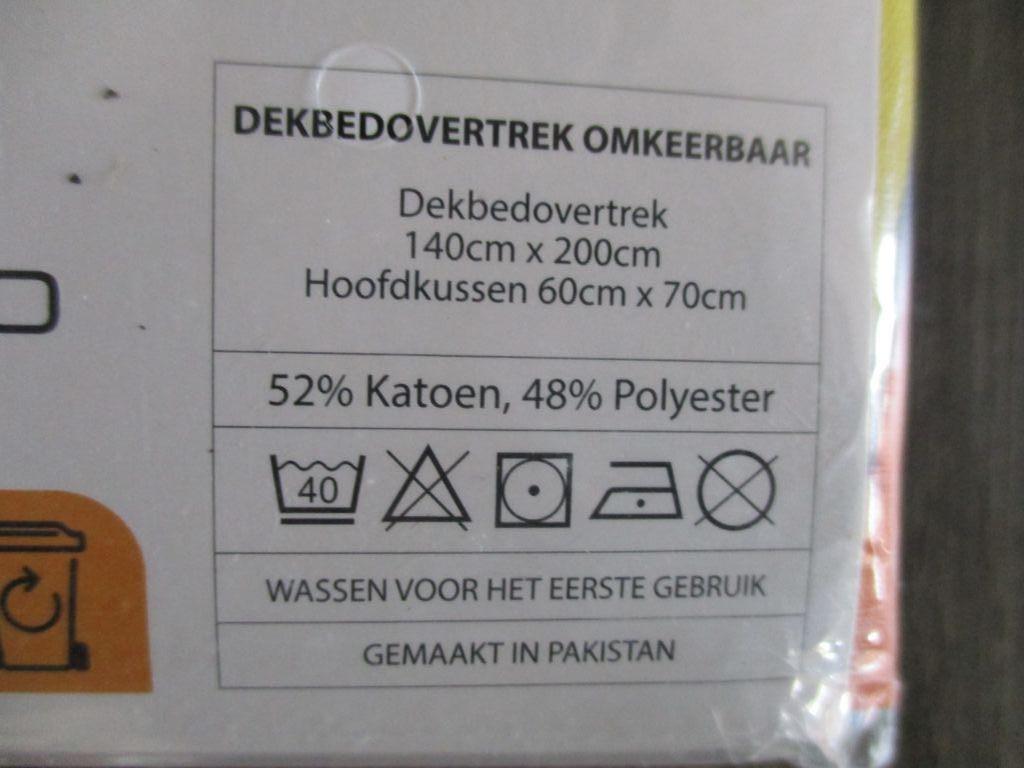 DEKBEDOVERTREK OMKEERBAAR
Dekbedovertrek
140cm x 200cm
Hoofdkussen 60cm x 70cm
52% Katoen, 48% Polyester
40
WASSEN VOOR HET EERSTE GEBRUIK
GEMAAKT IN PAKISTAN